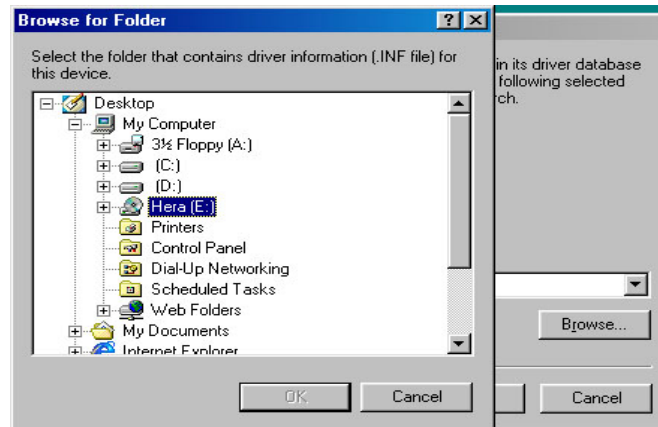 Browse for Folder
Select the folder that contains driver information (.INF file) for
this device.
Desktop
My Computer
3½ Floppy (A:)
(C:)
(D:)
Hera (E:)
Printers
Control Panel
Dial-Up Networking
Scheduled Tasks
Web Folders
My Documents
Internet Explorer
OK
Cancel
in its driver database
following selected
rch.
Browse...
Cancel